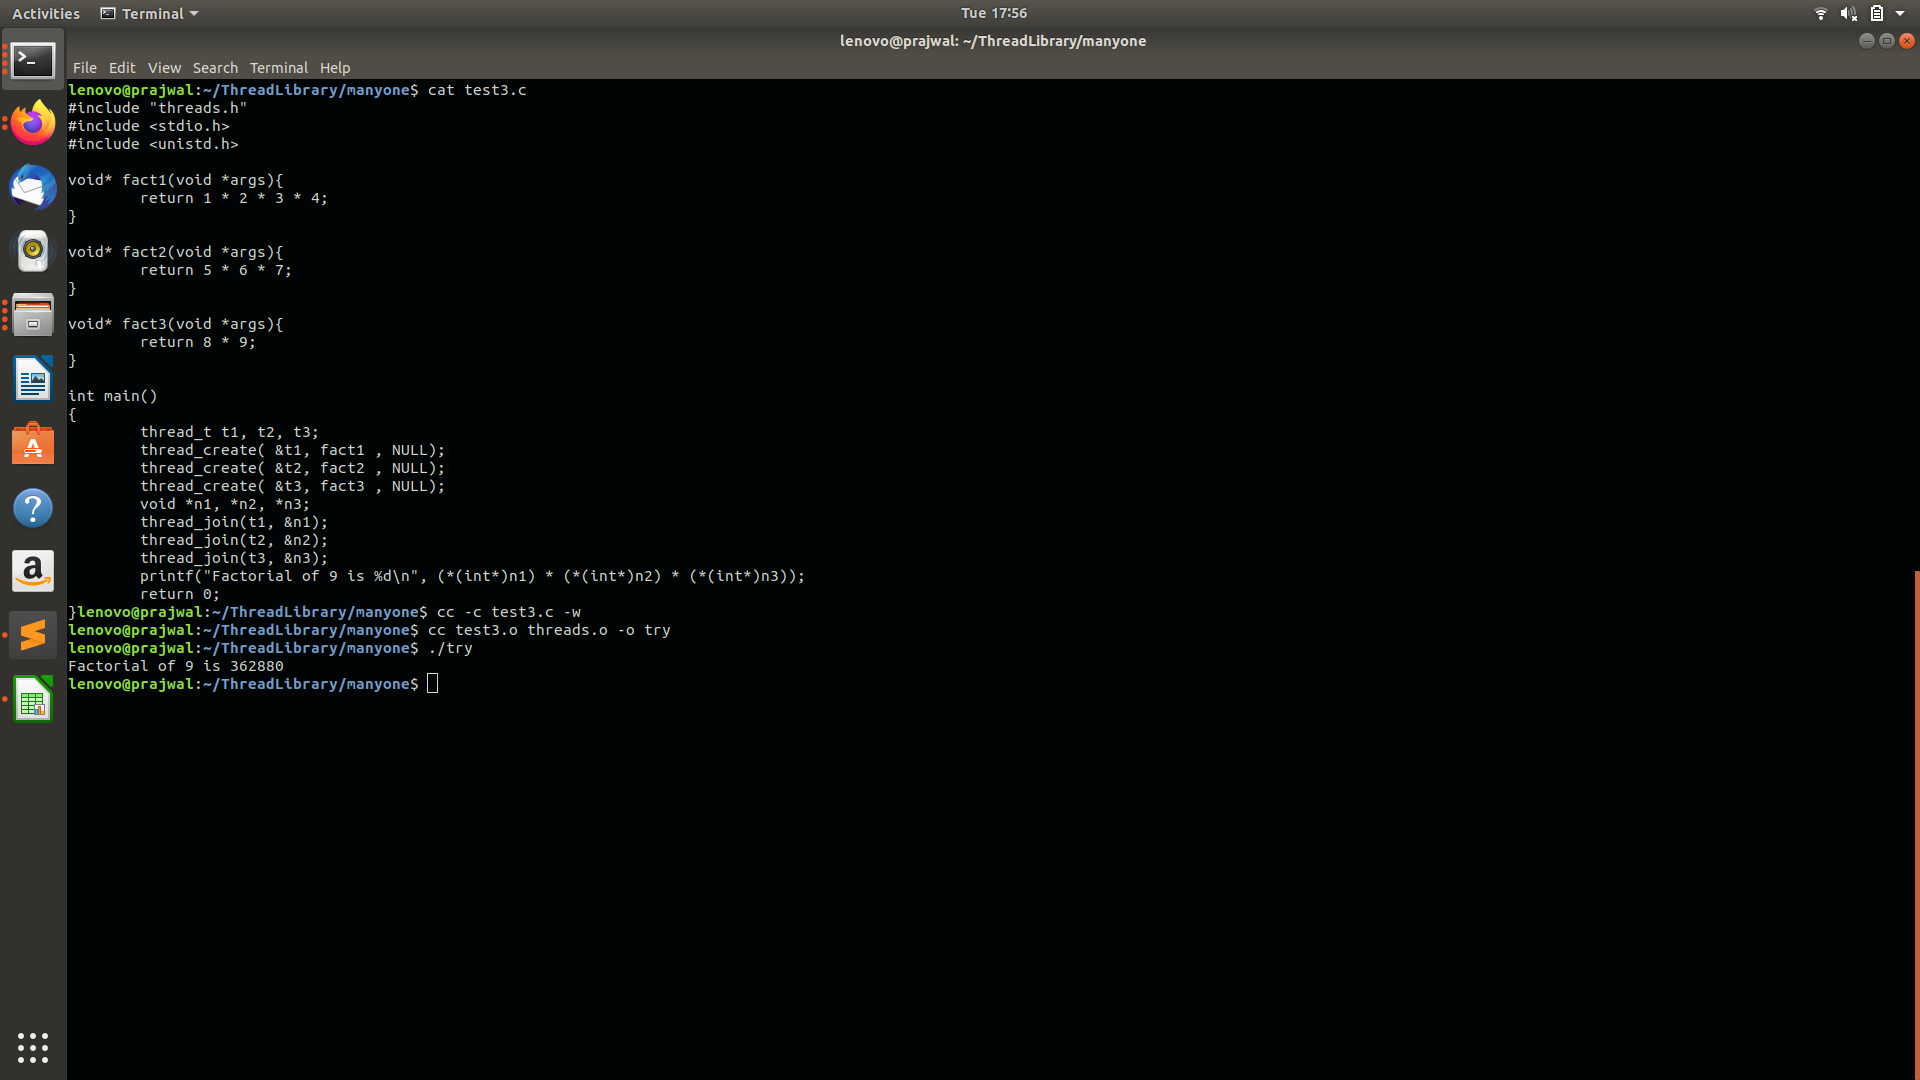 Activities Terminal Tue 17:56
lenovo@prajwal: ~/ThreadLibrary/manyone
File Edit View Search Terminal Help
lenovo@prajwal:~/ThreadLibrary/manyone$ cat test3.c
#include "threads.h"
#include <stdio.h>
#include <unistd.h>

void* fact1(void *args){
        return 1 * 2 * 3 * 4;
}

void* fact2(void *args){
        return 5 * 6 * 7;
}

void* fact3(void *args){
        return 8 * 9;
}

int main()
{
        thread_t t1, t2, t3;
        thread_create( &t1, fact1 , NULL);
        thread_create( &t2, fact2 , NULL);
        thread_create( &t3, fact3 , NULL);
        void *n1, *n2, *n3;
        thread_join(t1, &n1);
        thread_join(t2, &n2);
        thread_join(t3, &n3);
        printf("Factorial of 9 is %d\n", (*(int*)n1) * (*(int*)n2) * (*(int*)n3));
        return 0;
}lenovo@prajwal:~/ThreadLibrary/manyone$ cc -c test3.c -w
lenovo@prajwal:~/ThreadLibrary/manyone$ cc test3.o threads.o -o try
lenovo@prajwal:~/ThreadLibrary/manyone$ ./try
Factorial of 9 is 362880
lenovo@prajwal:~/ThreadLibrary/manyone$